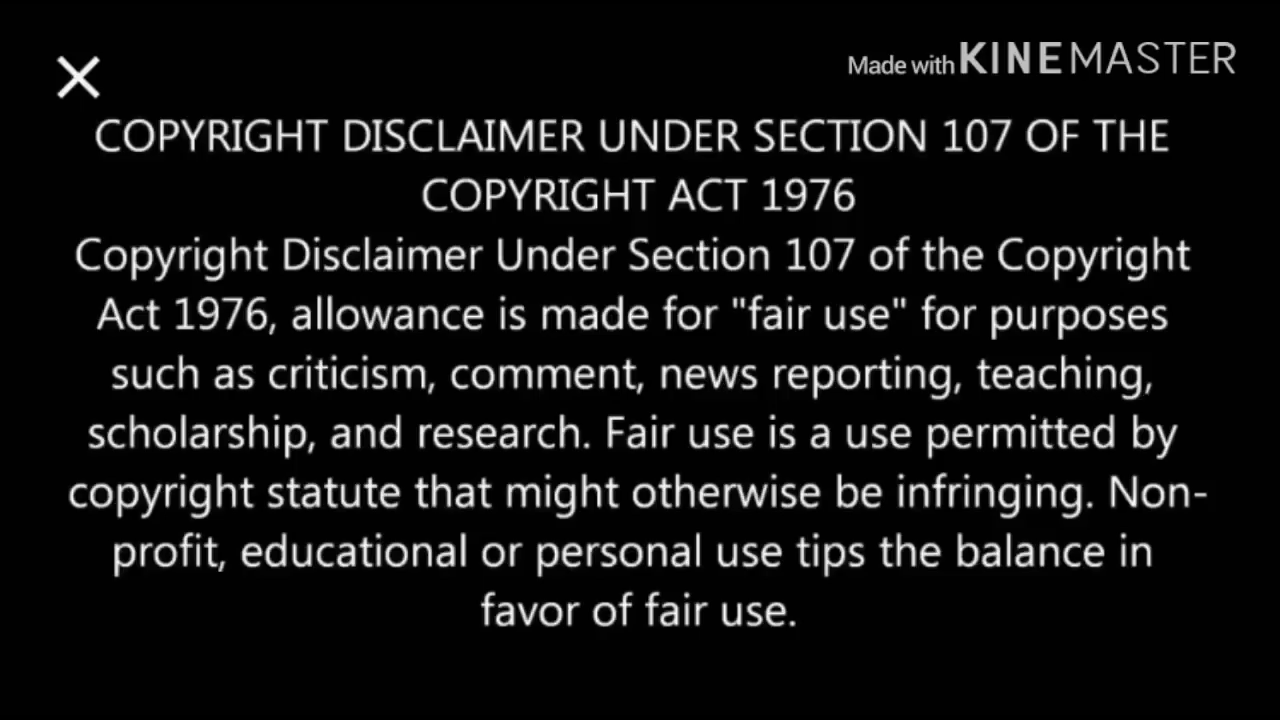 Made with KINEMASTER
COPYRIGHT DISCLAIMER UNDER SECTION 107 OF THE
COPYRIGHT ACT 1976
Copyright Disclaimer Under Section 107 of the Copyright
Act 1976, allowance is made for "fair use" for purposes
such as criticism, comment, news reporting, teaching,
scholarship, and research. Fair use is a use permitted by
copyright statute that might otherwise be infringing. Non-
profit, educational or personal use tips the balance in
favor of fair use.